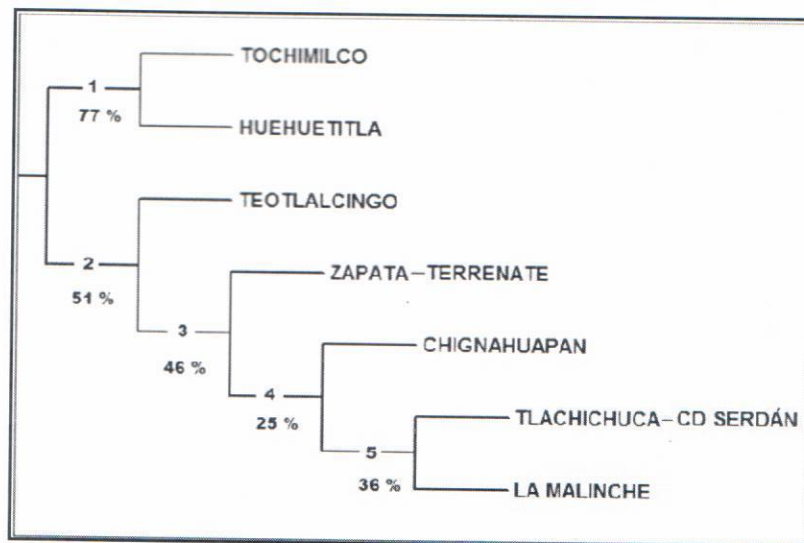 TOCHIMILCO
1
77 %
HUEHUETITLA
TEOTLALCINGO
2
51 %
ZAPATA–TERRENATE
3
46 %
CHIGNAHUAPAN
4
25 %
TLACHICHUCA–CD SERDÁN
5
36 %
LA MALINCHE